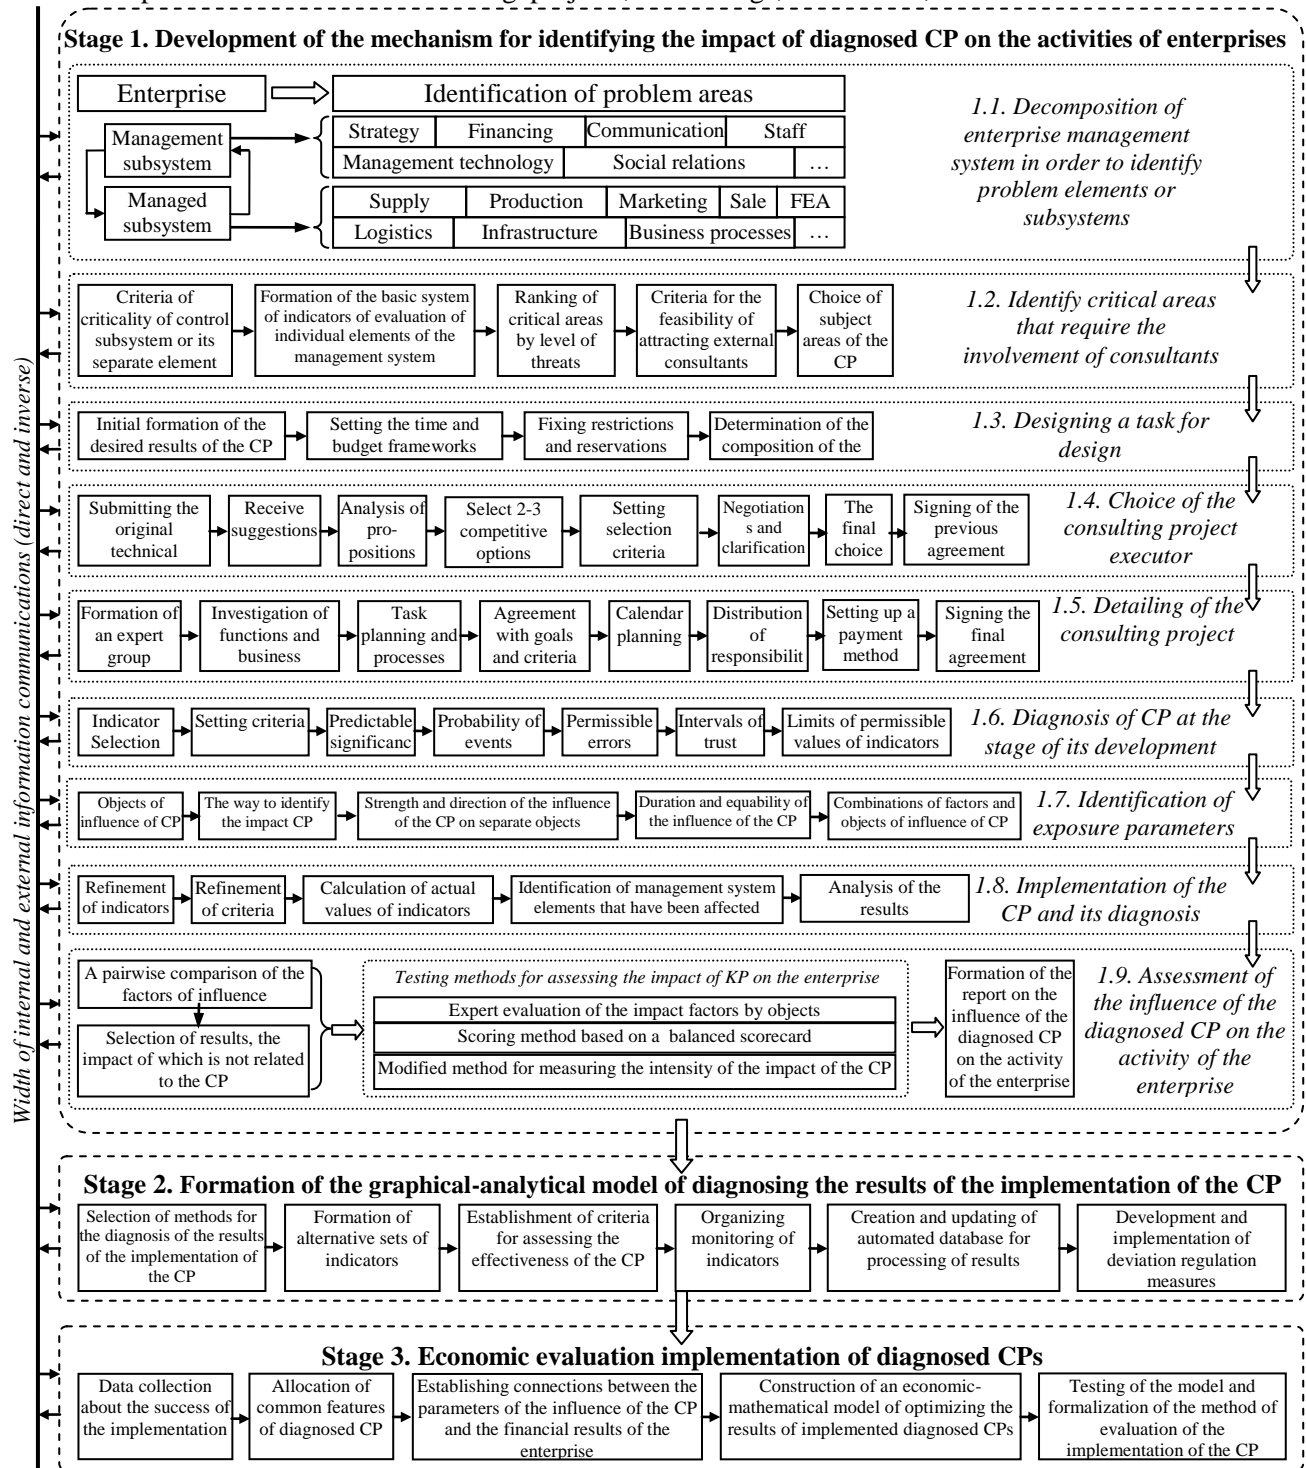 Stage 1. Development of the mechanism for identifying the impact of diagnosed CP on the activities of enterprises
Enterprise
Identification of problem areas
Management
subsystem
Strategy
Financing
Communication
Staff
Management technology
Social relations
…
Managed
subsystem
Supply
Production
Marketing
Sale
FEA
Logistics
Infrastructure
Business processes
…
1.1. Decomposition of
enterprise management
system in order to identify
problem elements or
subsystems
Criteria of
criticality of control
subsystem or its
separate element
Formation of the basic system
of indicators of evaluation of
individual elements of the
management system
Ranking of
critical areas
by level of
threats
Criteria for the
feasibility of
attracting external
consultants
Choice of
subject
areas of the
CP
1.2. Identify critical areas
that require the
involvement of consultants
Initial formation of the
desired results of the CP
Setting the time and
budget frameworks
Fixing restrictions
and reservations
Determination of the
composition of the
1.3. Designing a task for
design
Submitting the
original
technical
Receive
suggestions
Analysis of
pro-
positions
Select 2-3
competitive
options
Setting
selection
criteria
Negotiation
s and
clarification
The
final
choice
Signing of the
previous
agreement
1.4. Choice of the
consulting project
executor
Formation of
an expert
group
Investigation of
functions and
business
Task
planning and
processes
Agreement
with goals
and criteria
Calendar
planning
Distribution
of
responsibilit
Setting up a
payment
method
Signing the
final
agreement
1.5. Detailing of the
consulting project
Indicator
Selection
Setting criteria
Predictable
significanc
Probability of
events
Permissible
errors
Intervals of
trust
Limits of permissible
values of indicators
1.6. Diagnosis of CP at the
stage of its development
Objects of
influence of CP
The way to identify
the impact CP
Strength and direction of the influence
of the CP on separate objects
Duration and equability of
the influence of the CP
Combinations of factors and
objects of influence of CP
1.7. Identification of
exposure parameters
Refinement
of indicators
Refinement
of criteria
Calculation of actual
values of indicators
Identification of management system
elements that have been affected
Analysis of the
results
1.8. Implementation of the
CP and its diagnosis
A pairwise comparison of the
factors of influence
Selection of results, the
impact of which is not related
to the CP
Testing methods for assessing the impact of KP on the enterprise
Expert evaluation of the impact factors by objects
Scoring method based on a balanced scorecard
Modified method for measuring the intensity of the impact of the CP
Formation of the
report on the
influence of the
diagnosed CP
on the activity
of the enterprise
1.9. Assessment of
the influence of the
diagnosed CP on the
activity of the
enterprise
Width of internal and external information communications (direct and inverse)
Stage 2. Formation of the graphical-analytical model of diagnosing the results of the implementation of the CP
Selection of methods for
the diagnosis of the results
of the implementation of
the CP
Formation of
alternative sets of
indicators
Establishment of criteria
for assessing the
effectiveness of the CP
Organizing
monitoring of
indicators
Creation and updating of
automated database for
processing of results
Development and
implementation of
deviation regulation
measures
Stage 3. Economic evaluation implementation of diagnosed CPs
Data collection
about the success of
the implementation
Allocation of
common features
of diagnosed CP
Establishing connections between the
parameters of the influence of the CP
and the financial results of the
enterprise
Construction of an economic-
mathematical model of optimizing the
results of implemented diagnosed CPs
Testing of the model and
formalization of the method of
evaluation of the
implementation of the CP